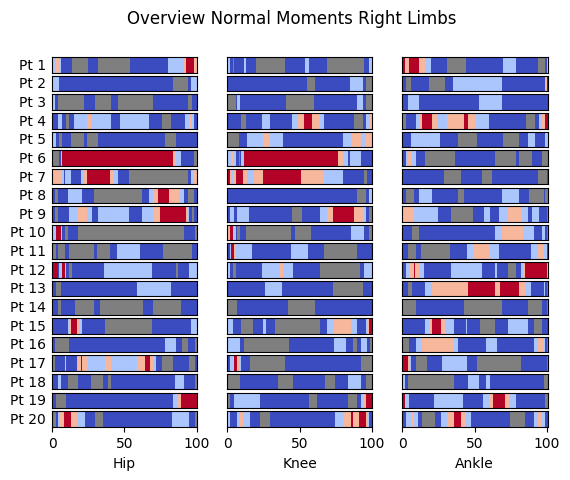 Overview Normal Moments Right Limbs
Pt 1
Pt 2
Pt 3
Pt 4
Pt 5
Pt 6
Pt 7
Pt 8
Pt 9
Pt 10
Pt 11
Pt 12
Pt 13
Pt 14
Pt 15
Pt 16
Pt 17
Pt 18
Pt 19
Pt 20
0 50 100 0 50 100 0 50 100
Hip Knee Ankle